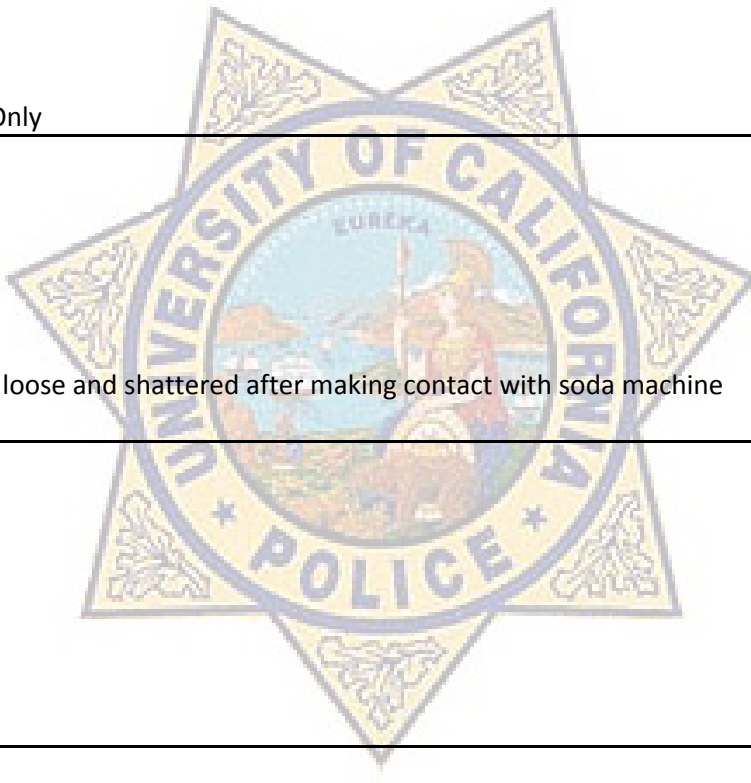 Only
UNIVERSITY OF CALIFORNIA
EUREKA
loose and shattered after making contact with soda machine
POLICE